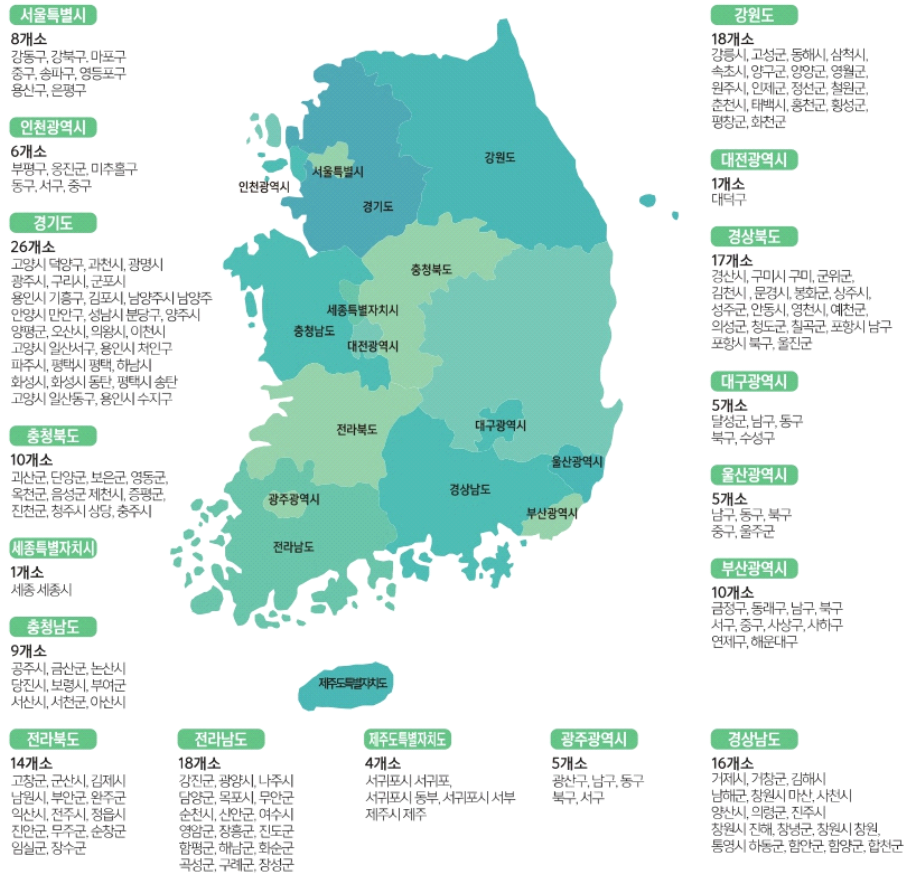 서울특별시
8개소
강동구, 강북구, 마포구
중구, 송파구, 영등포구
용산구, 은평구
인천광역시
6개소
부평구, 웅진군, 미추홀구
동구, 서구, 중구
경기도
26개소
고양시 덕양구, 과천시, 광명시
광주시, 구리시, 군포시
용인시 기흥구, 김포시, 남양주시 남양주
안양시 만안구, 성남시 분당구, 양주시
양평군, 오산시, 의왕시, 이천시
고양시 일산서구, 용인시 처인구
파주시, 평택시 평택, 하남시
화성시, 화성시 동탄, 평택시 송탄
고양시 일산동구, 용인시 수지구
충청북도
10개소
괴산군, 단양군, 보은군, 영동군,
옥천군, 음성군 제천시, 증평군,
진천군, 청주시 상당, 충주시
세종특별자치시
1개소
세종 세종시
충청남도
9개소
공주시, 금산군, 논산시
당진시, 보령시, 부여군
서산시, 서천군, 아산시
강원도
18개소
강릉시, 고성군, 동해시, 삼척시,
속초시, 양구군, 양양군, 영월군,
원주시, 인제군, 정선군, 철원군,
춘천시, 태백시, 홍천군, 횡성군,
평창군, 화천군
대전광역시
1개소
대덕구
경상북도
17개소
경산시, 구미시 구미, 군위군,
김천시 , 문경시, 봉화군, 상주시,
성주군, 안동시, 영천시, 예천군,
의성군, 청도군, 칠곡군, 포항시 남구
포항시 북구, 울진군
대구광역시
5개소
달성군, 남구, 동구
북구, 수성구
울산광역시
5개소
남구, 동구, 북구
중구, 울주군
부산광역시
10개소
금정구, 동래구, 남구, 북구
서구, 중구, 사상구, 사하구
연제구, 해운대구
강원도
서울특별시
인천광역시
경기도
충청북도
세종특별자치시
충청남도
대전광역시
전라북도
대구광역시
울산광역시
경상남도
광주광역시
부산광역시
전라남도
제주도특별자치도
전라북도
14개소
고창군, 군산시, 김제시
남원시, 부안군, 완주군
익산시, 전주시, 정읍시
진안군, 무주군, 순창군
임실군, 장수군
전라남도
18개소
강진군, 광양시, 나주시
담양군, 목포시, 무안군
순천시, 신안군, 여수시
영암군, 장흥군, 진도군
함평군, 해남군, 화순군
곡성군, 구례군, 장성군
제주도특별자치도
4개소
서귀포시 서귀포,
서귀포시 동부, 서귀포시 서부
제주시 제주
광주광역시
5개소
광산구, 남구, 동구
북구, 서구
경상남도
16개소
거제시, 거창군, 김해시
남해군, 창원시 마산, 사천시
양산시, 의령군, 진주시
창원시 진해, 창녕군, 창원시 창원,
통영시 하동군, 함안군, 함양군, 합천군